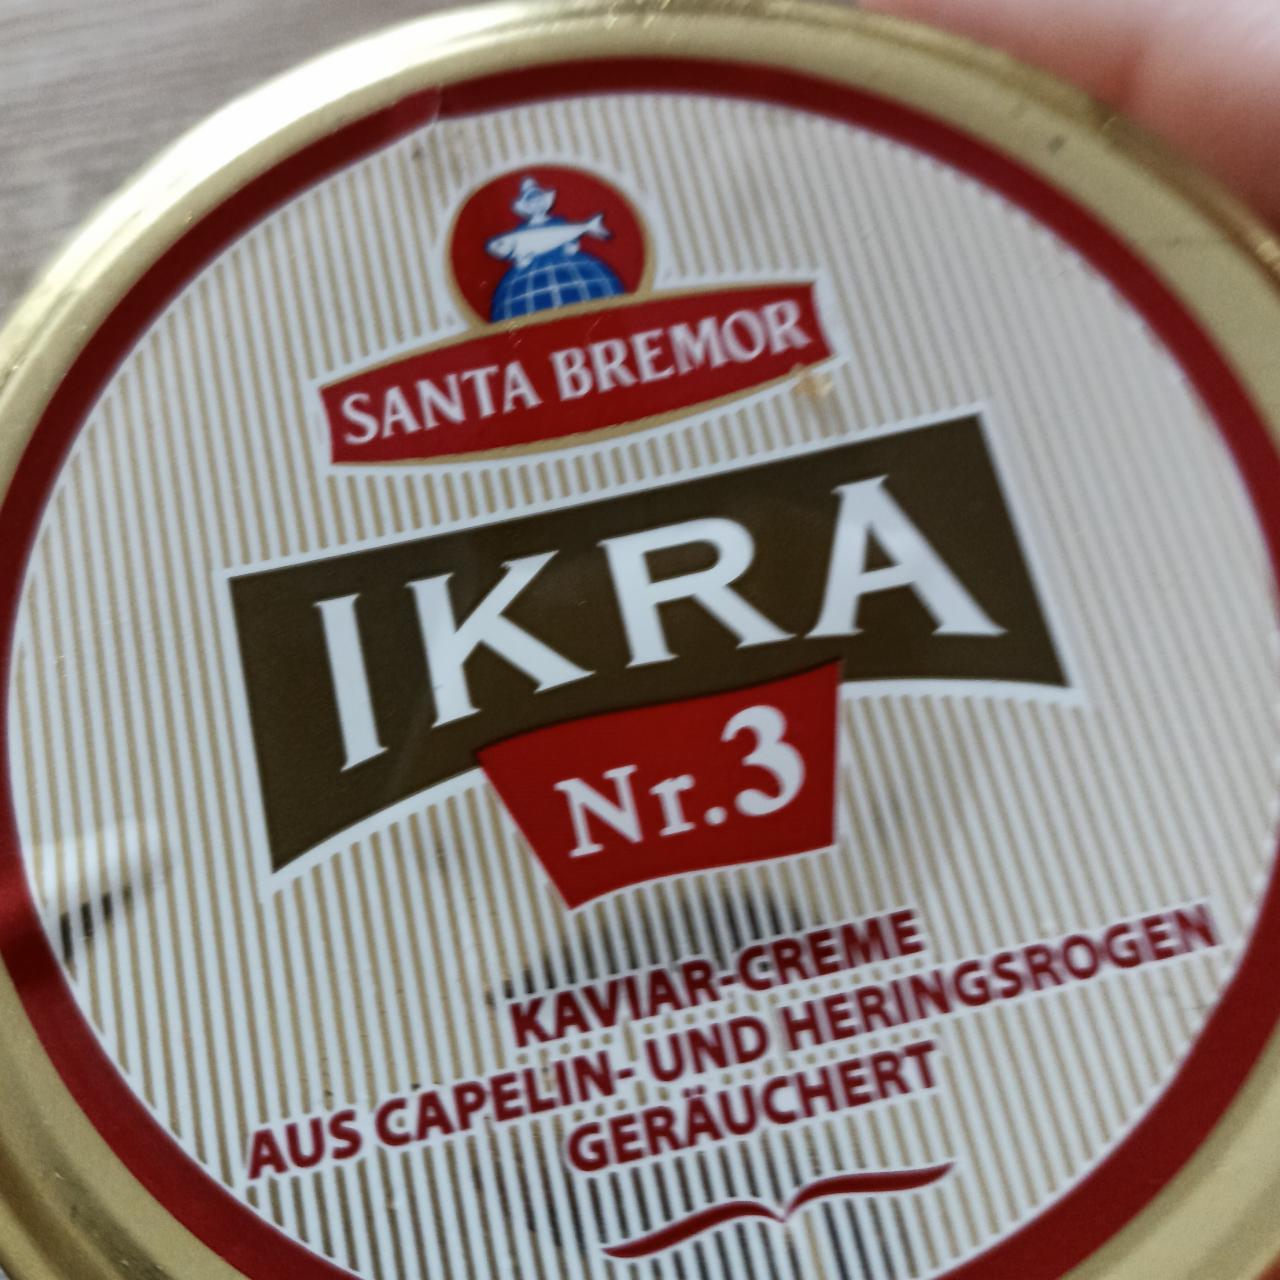 SANTA BREMOR
IKRA
Nr.3
KAVIAR-CREME
AUS CAPELIN- UND HERINGSROGEN
GERÄUCHERT